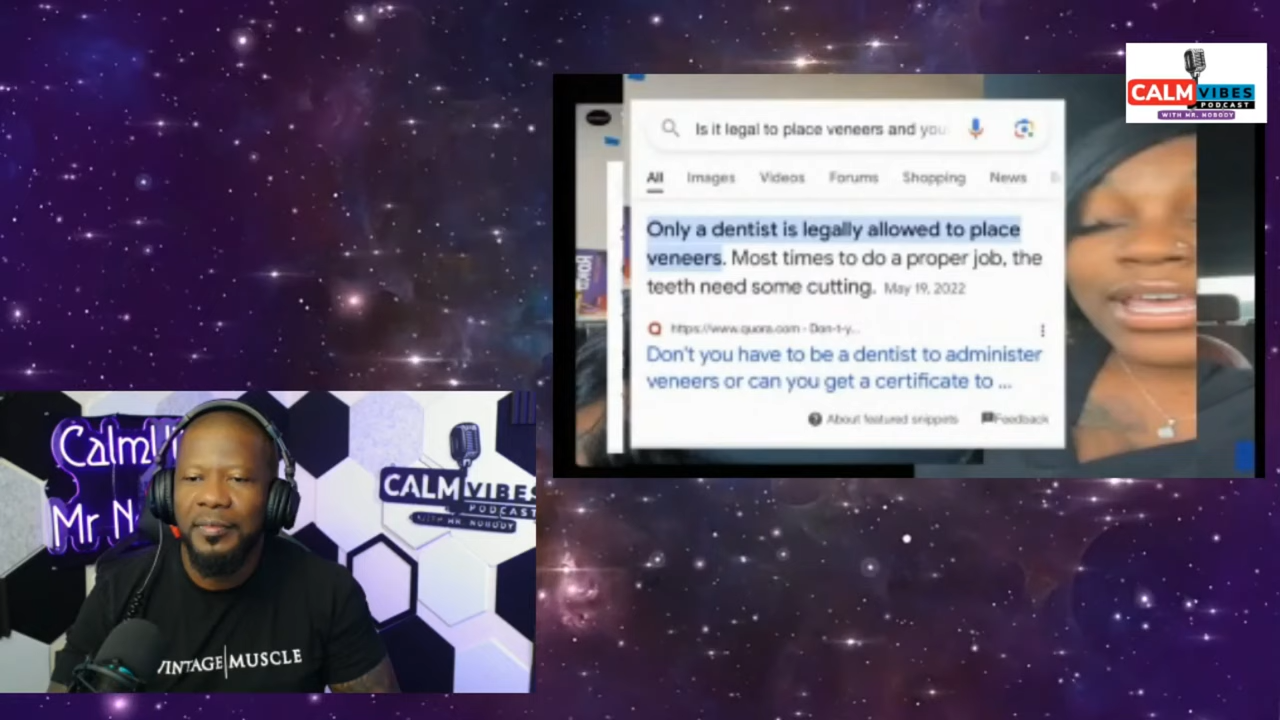 CALM VIBES
PODCAST
WITH MR. NOBODY
Is it legal to place veneers and you
All Images Videos Forums Shopping News
Only a dentist is legally allowed to place
veneers. Most times to do a proper job, the
teeth need some cutting. May 19, 2022
https://www.quora.com › Don-t-y...
Don't you have to be a dentist to administer
veneers or can you get a certificate to ...
About featured snippets Feedback
Mr
CALM VIBES
PODCAST
WITH MR. NOBODY
VINTAGE|MUSCLE